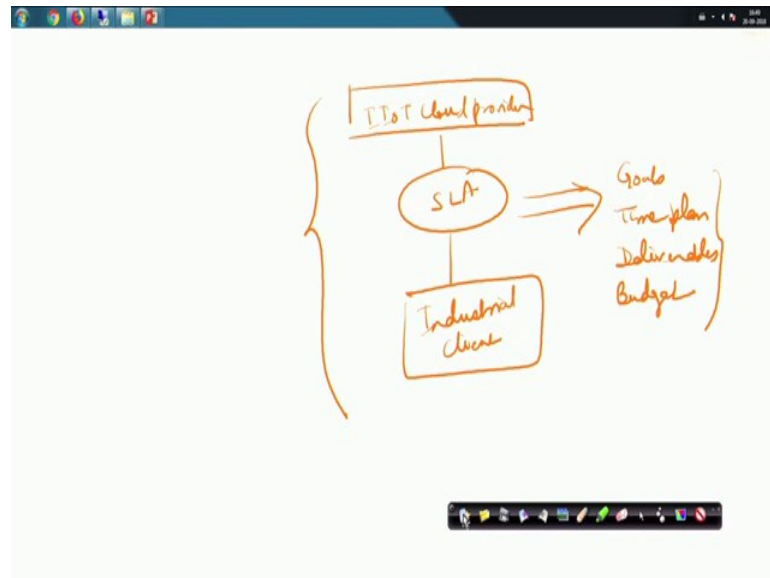 IIoT Cloud provider
SLA
Industrial
Client
Goals
Time plan
Deliverables
Budget